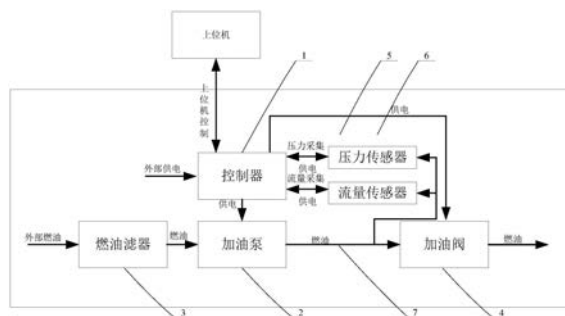 上位机
1
5
6
上位机控制
供电
压力采集
压力传感器
供电
外部供电
控制器
流量采集
流量传感器
供电
供电
外部燃油
燃油滤器
燃油
加油泵
燃油
加油阀
燃油
3
2
7
4